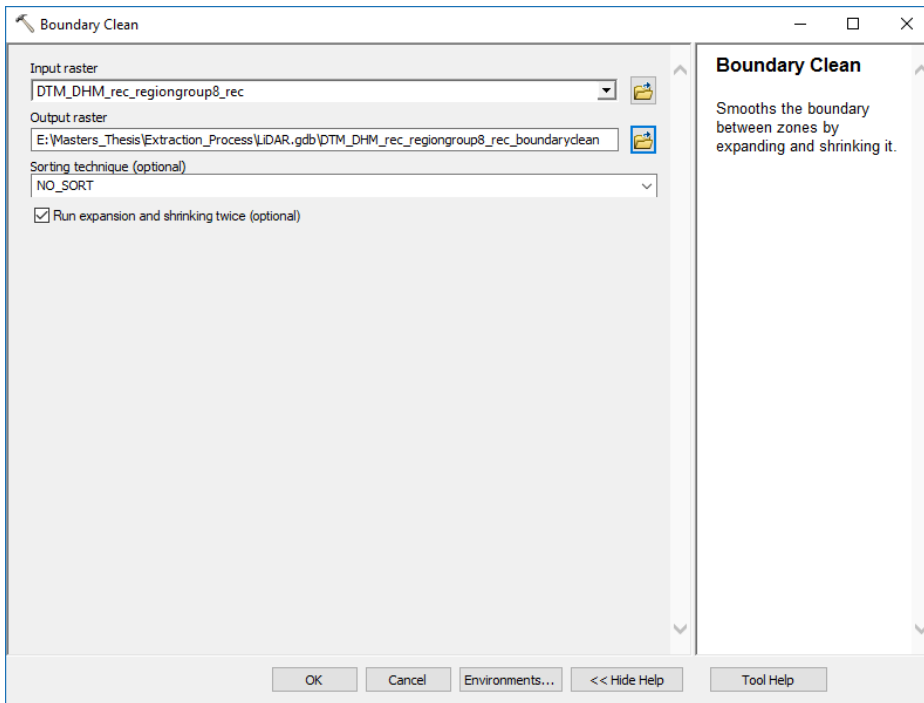 Boundary Clean
Input raster
DTM_DHM_rec_regiongroup8_rec
Output raster
E:\Masters_Thesis\Extraction_Process\LiDAR.gdb\DTM_DHM_rec_regiongroup8_rec_boundaryclean
Sorting technique (optional)
NO_SORT
Run expansion and shrinking twice (optional)
Boundary Clean
Smooths the boundary
between zones by
expanding and shrinking it.
OK Cancel Environments... << Hide Help Tool Help